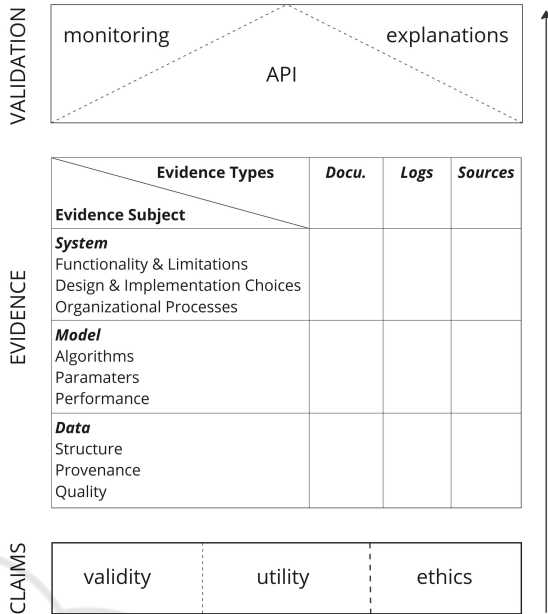 VALIDATION
monitoring
explanations
API
EVIDENCE
Evidence Types
Docu.
Logs
Sources
Evidence Subject
System
Functionality & Limitations
Design & Implementation Choices
Organizational Processes
Model
Algorithms
Paramaters
Performance
Data
Structure
Provenance
Quality
CLAIMS
validity
utility
ethics